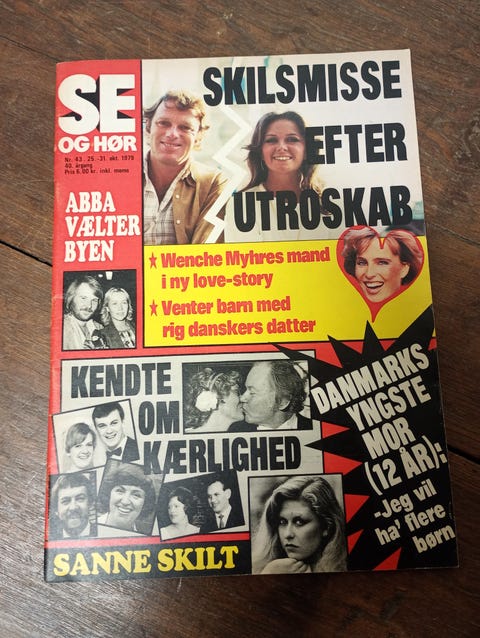 SE
OG HØR
Nr. 43. 25.-31. okt. 1979
40. årgang
Pris 6,00 kr. inkl. moms
SKILSMISSE
EFTER
UTROSKAB
ABBA
VÆLTER
BYEN
★ Wenche Myhres mand
i ny love-story
★ Venter barn med
rig danskers datter
KENDTE
OM
KÆRLIGHED
DANMARKS
YNGSTE
MOR
(12 ÅR):
-Jeg vil
ha' flere
børn
SANNE SKILT